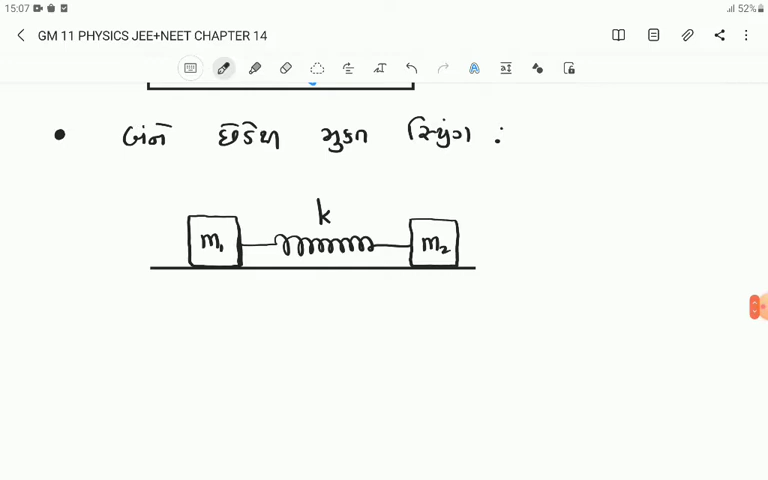 15:07
52%
GM 11 PHYSICS JEE+NEET CHAPTER 14
બંને છેડેથી મુક્ત સ્પ્રિંગ :
k
m₁ m₂